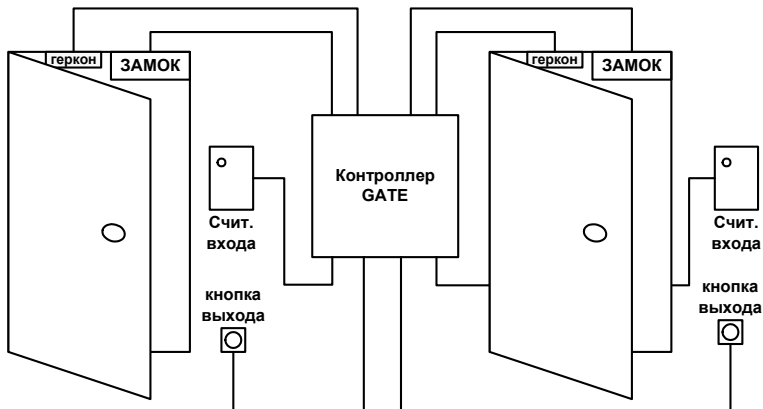 геркон
ЗАМОК
геркон
ЗАМОК
Контроллер
GATE
Счит.
входа
Счит.
входа
кнопка
выхода
кнопка
выхода